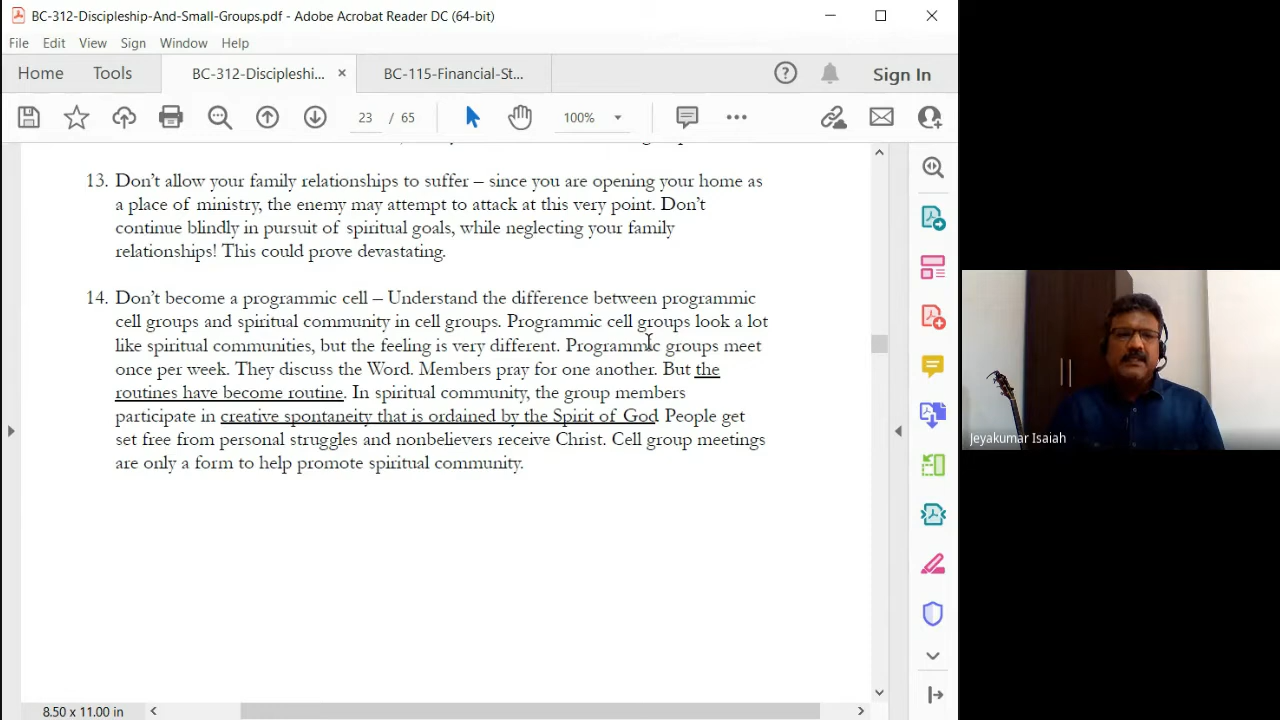 BC-312-Discipleship-And-Small-Groups.pdf - Adobe Acrobat Reader DC (64-bit)
File Edit View Sign Window Help
Home Tools BC-312-Discipleshi... × BC-115-Financial-St... Sign In
23 / 65 100%
13. Don't allow your family relationships to suffer – since you are opening your home as
a place of ministry, the enemy may attempt to attack at this very point. Don't
continue blindly in pursuit of spiritual goals, while neglecting your family
relationships! This could prove devastating.
14. Don't become a programmic cell – Understand the difference between programmic
cell groups and spiritual community in cell groups. Programmic cell groups look a lot
like spiritual communities, but the feeling is very different. Programmic groups meet
once per week. They discuss the Word. Members pray for one another. But the
routines have become routine. In spiritual community, the group members
participate in creative spontaneity that is ordained by the Spirit of God. People get
set free from personal struggles and nonbelievers receive Christ. Cell group meetings
are only a form to help promote spiritual community.
Jeyakumar Isaiah
8.50 x 11.00 in